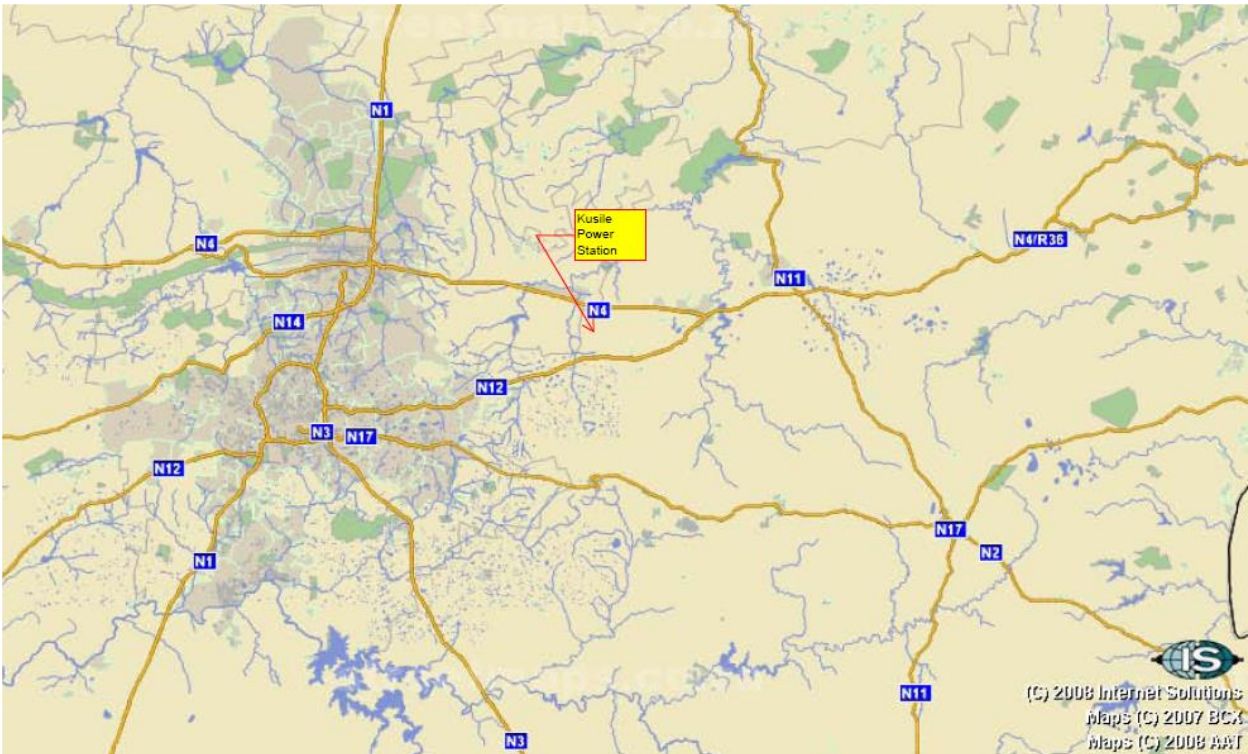 N1
Kusile
Power
Station
N4
N4/R36
N11
N4
N14
N12
N3
N17
N12
N17
N2
N1
IS
N11
(C) 2008 Internet Solutions
Maps (C) 2007 BCX
Maps (C) 2008 AAT
N3